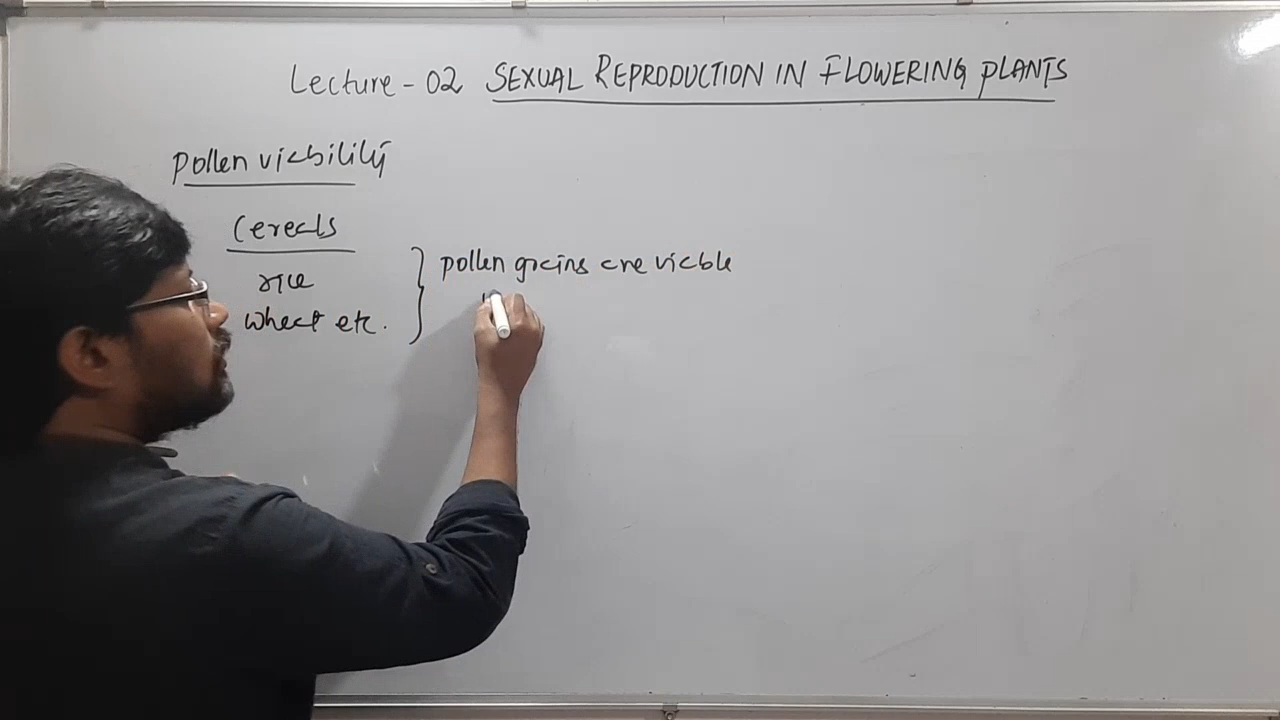 Lecture - 02 SEXUAL REPRODUCTION IN FLOWERING PLANTS
pollen viability
Cereals
rice
wheat etc.
} pollen grains are viable